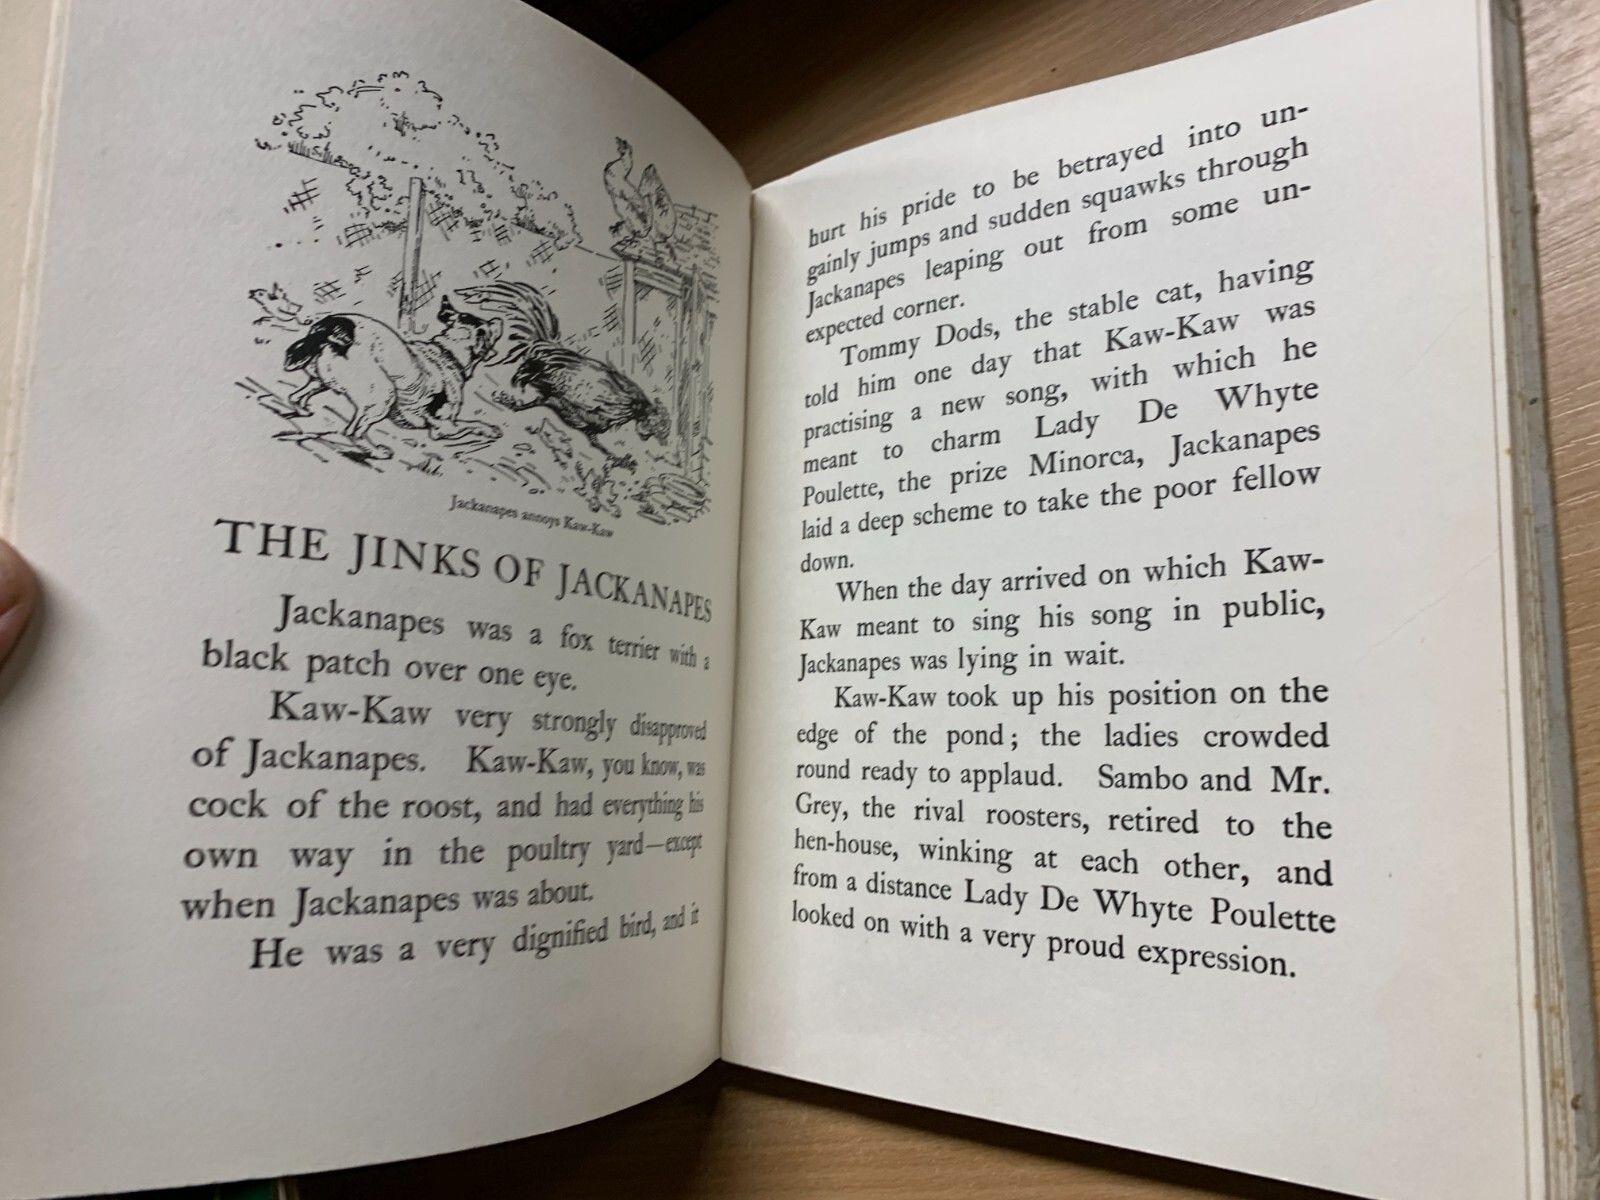 Jackanapes annoys Kaw-Kaw
THE JINKS OF JACKANAPES
Jackanapes was a fox terrier with a
black patch over one eye.
Kaw-Kaw very strongly disapproved
of Jackanapes. Kaw-Kaw, you know, was
cock of the roost, and had everything his
own way in the poultry yard—except
when Jackanapes was about.
He was a very dignified bird, and it
hurt his pride to be betrayed into un-
gainly jumps and sudden squawks through
Jackanapes leaping out from some un-
expected corner.
Tommy Dods, the stable cat, having
told him one day that Kaw-Kaw was
practising a new song, with which he
meant to charm Lady De Whyte
Poulette, the prize Minorca, Jackanapes
laid a deep scheme to take the poor fellow
down.
When the day arrived on which Kaw-
Kaw meant to sing his song in public,
Jackanapes was lying in wait.
Kaw-Kaw took up his position on the
edge of the pond; the ladies crowded
round ready to applaud. Sambo and Mr.
Grey, the rival roosters, retired to the
hen-house, winking at each other, and
from a distance Lady De Whyte Poulette
looked on with a very proud expression.